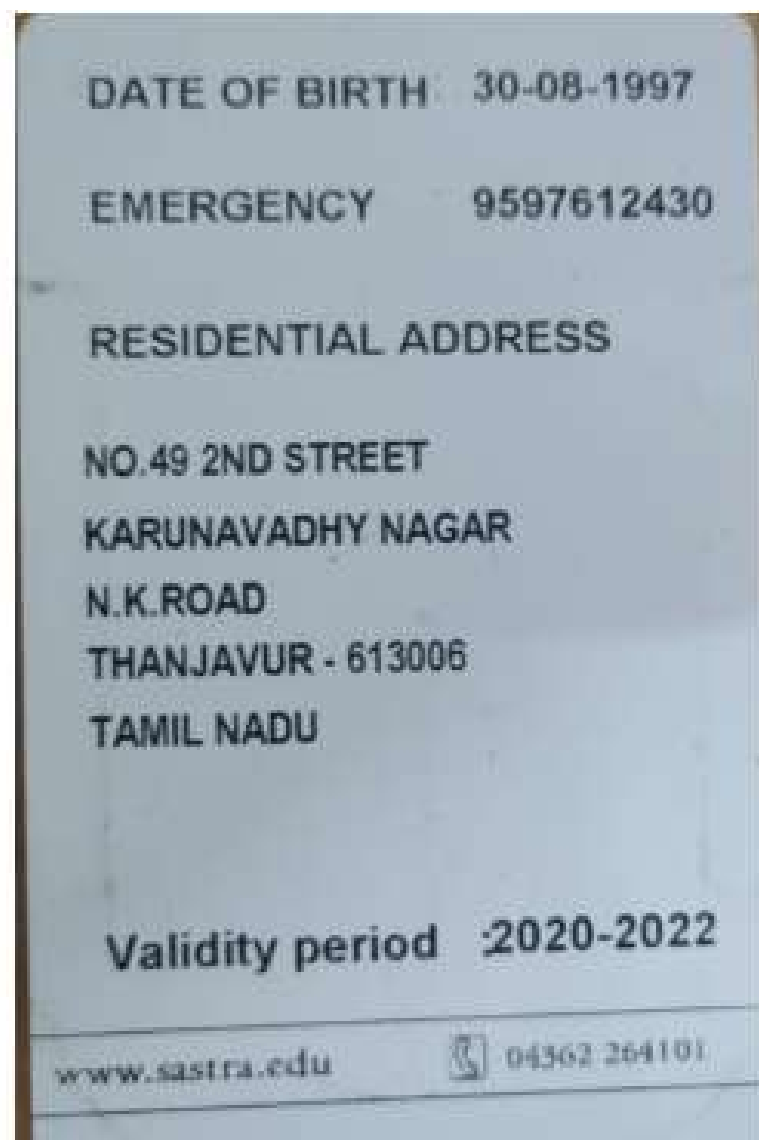 DATE OF BIRTH 30-08-1997
EMERGENCY 9597612430
RESIDENTIAL ADDRESS
NO.49 2ND STREET
KARUNAVADHY NAGAR
N.K.ROAD
THANJAVUR - 613006
TAMIL NADU
Validity period :2020-2022
www.sastra.edu 04362 264101